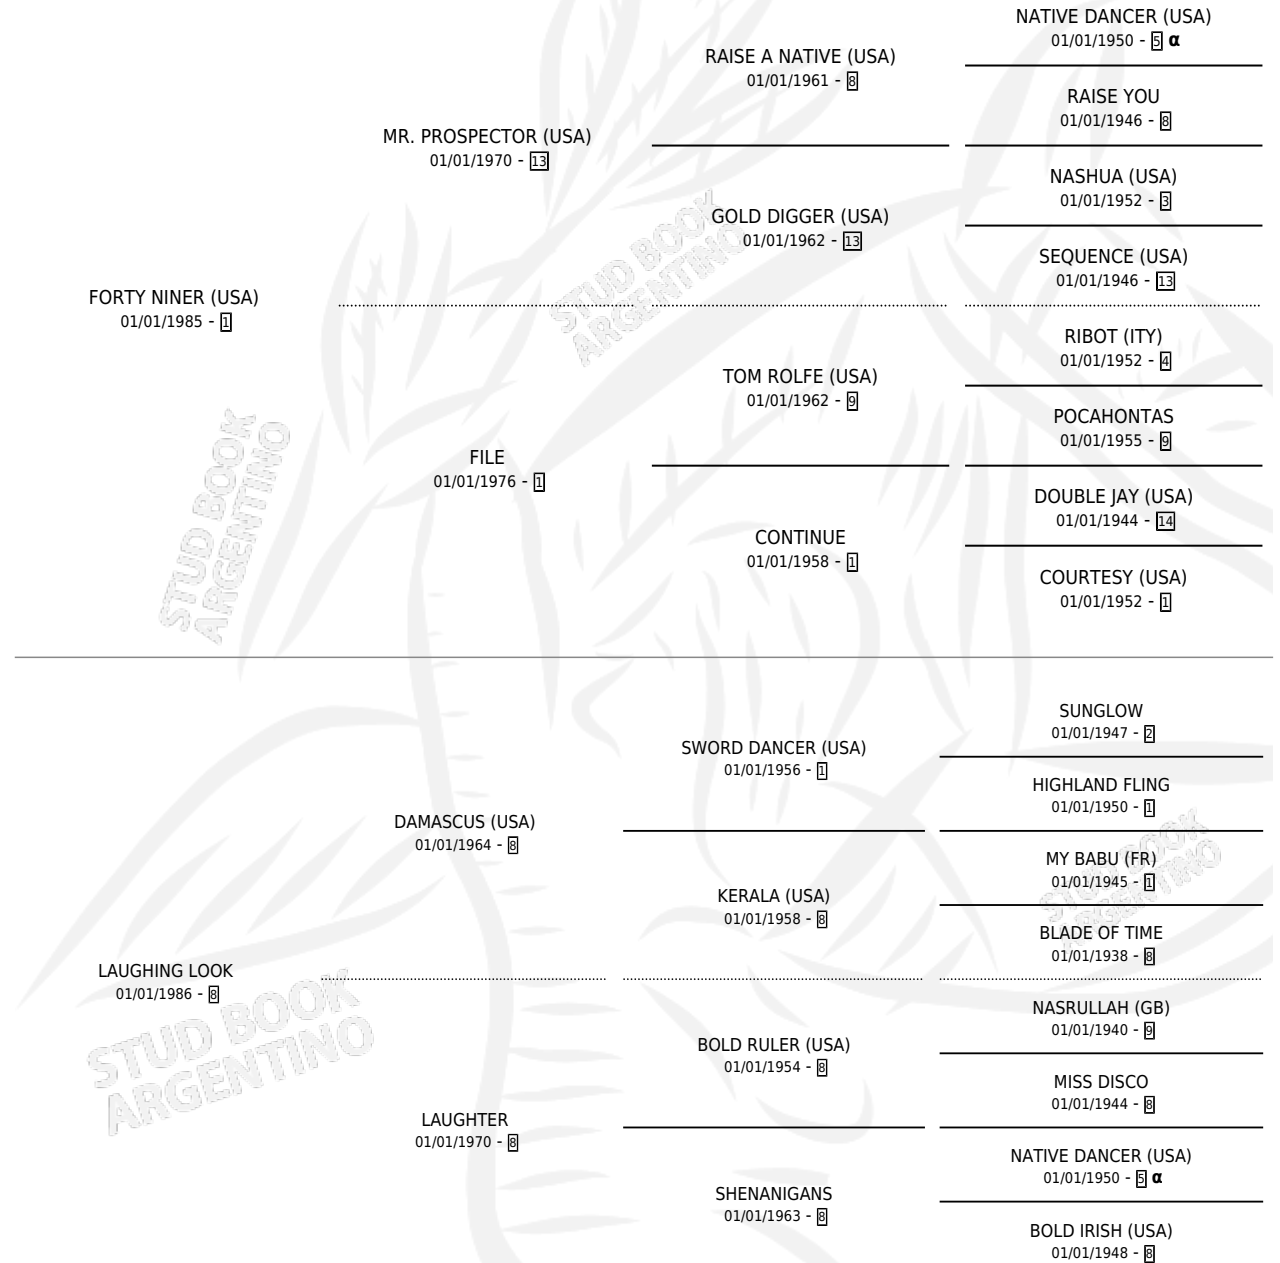 NATIVE DANCER (USA)
01/01/1950 - 5 α
RAISE A NATIVE (USA)
01/01/1961 - 8
RAISE YOU
01/01/1946 - 8
MR. PROSPECTOR (USA)
01/01/1970 - 13
NASHUA (USA)
01/01/1952 - 3
GOLD DIGGER (USA)
01/01/1962 - 13
SEQUENCE (USA)
01/01/1946 - 13
FORTY NINER (USA)
01/01/1985 - 1
RIBOT (ITY)
01/01/1952 - 4
TOM ROLFE (USA)
01/01/1962 - 9
POCAHONTAS
01/01/1955 - 9
FILE
01/01/1976 - 1
DOUBLE JAY (USA)
01/01/1944 - 14
CONTINUE
01/01/1958 - 1
COURTESY (USA)
01/01/1952 - 1
STUD BOOK
ARGENTINO
STUD BOOK
ARGENTINO
SUNGLOW
01/01/1947 - 2
SWORD DANCER (USA)
01/01/1956 - 1
HIGHLAND FLING
01/01/1950 - 1
DAMASCUS (USA)
01/01/1964 - 8
MY BABU (FR)
01/01/1945 - 1
KERALA (USA)
01/01/1958 - 8
BLADE OF TIME
01/01/1938 - 8
LAUGHING LOOK
01/01/1986 - 8
NASRULLAH (GB)
01/01/1940 - 9
BOLD RULER (USA)
01/01/1954 - 8
MISS DISCO
01/01/1944 - 8
LAUGHTER
01/01/1970 - 8
NATIVE DANCER (USA)
01/01/1950 - 5 α
SHENANIGANS
01/01/1963 - 8
BOLD IRISH (USA)
01/01/1948 - 8
STUD BOOK
ARGENTINO
STUD BOOK
ARGENTINO